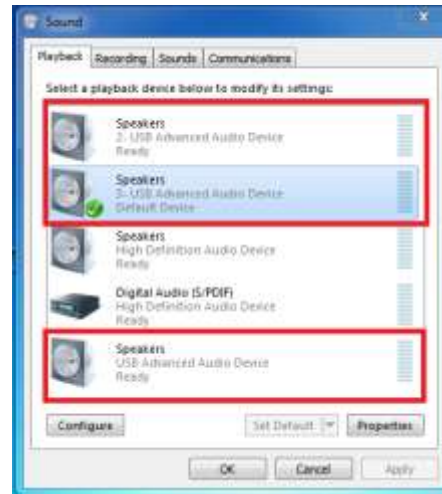 Sound
Playback Recording Sounds Communications
Select a playback device below to modify its settings:
Speakers
2- USB Advanced Audio Device
Ready
Speakers
3- USB Advanced Audio Device
Default Device
Speakers
High Definition Audio Device
Ready
Digital Audio (S/PDIF)
High Definition Audio Device
Ready
Speakers
USB Advanced Audio Device
Ready
Configure Set Default Properties
OK Cancel Apply